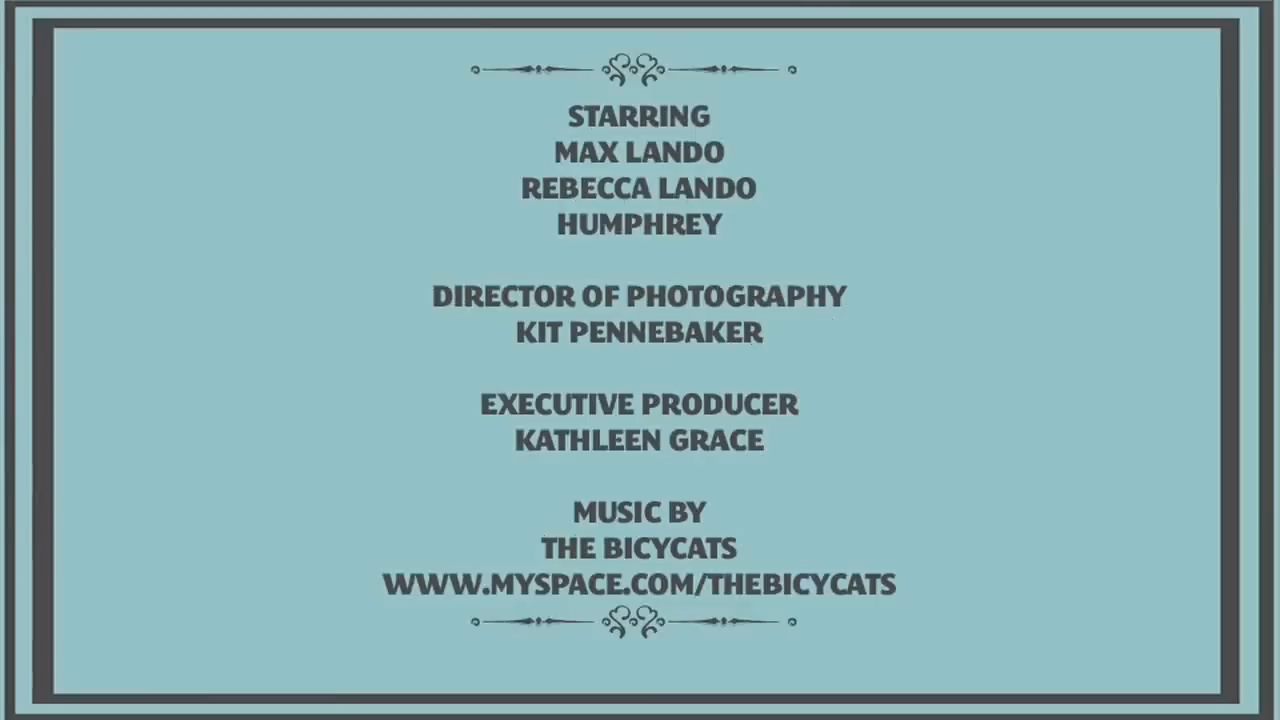 STARRING
MAX LANDO
REBECCA LANDO
HUMPHREY
DIRECTOR OF PHOTOGRAPHY
KIT PENNEBAKER
EXECUTIVE PRODUCER
KATHLEEN GRACE
MUSIC BY
THE BICYCATS
WWW.MYSPACE.COM/THEBICYCATS